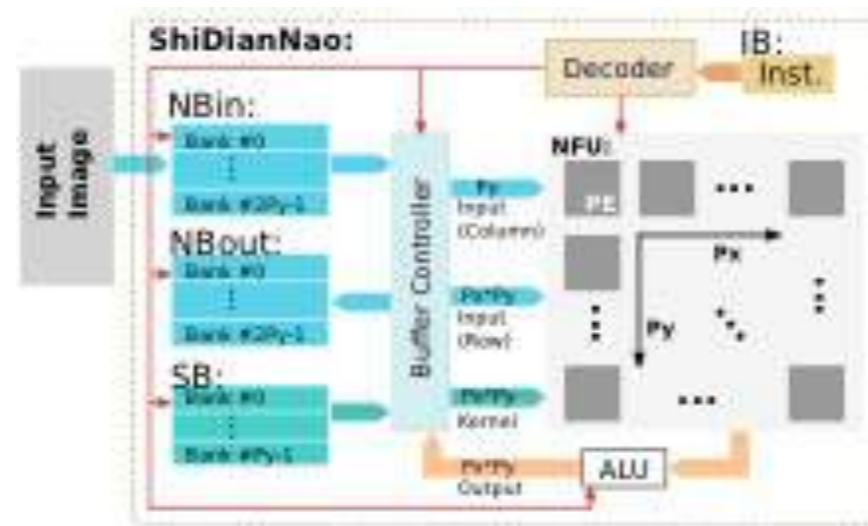 ShiDianNao:
IB:
Decoder
Inst.
Input
Image
NBin:
Bank #0
Bank #2Py-1
NBout:
Bank #0
Bank #2Py-1
SB:
Bank #0
Bank #Py-1
Buffer Controller
Py
Input
(Column)
Px*Py
Input
(Row)
Px*Py
Kernel
NFU:
PE
Px
Py
Px*Py
Output
ALU